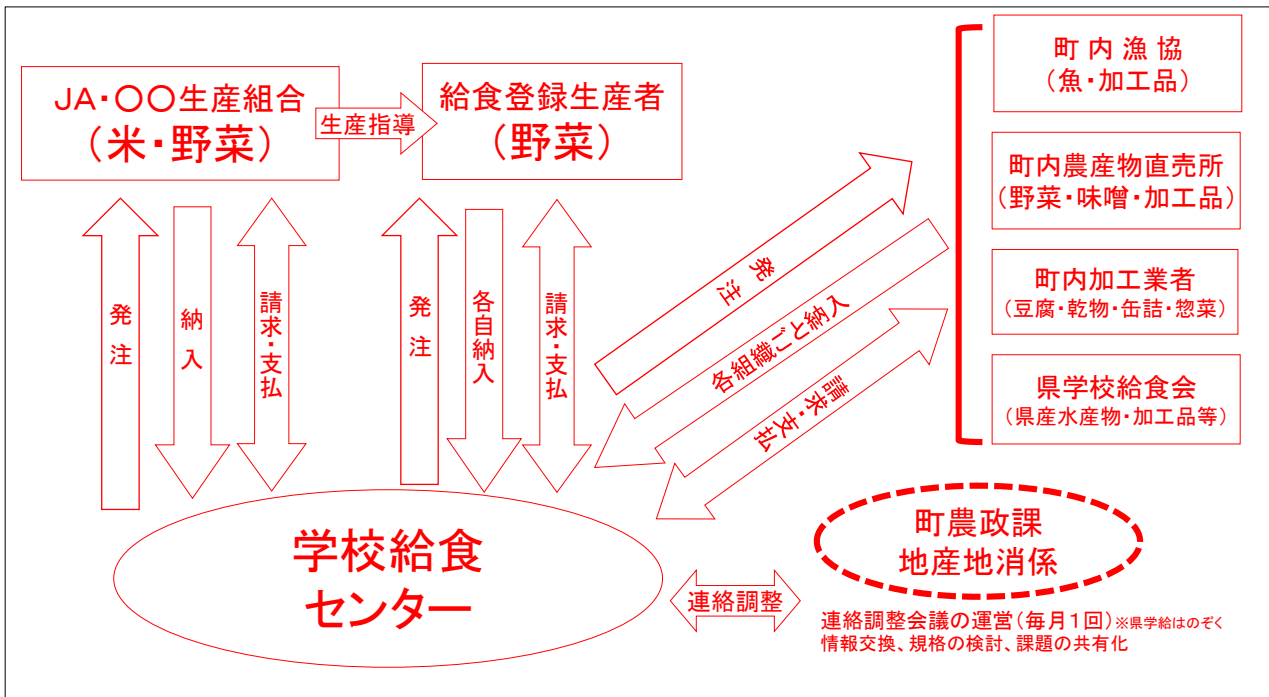 JA・〇〇生産組合
(米・野菜)
生産指導
給食登録生産者
(野菜)
町内漁協
(魚・加工品)
町内農産物直売所
(野菜・味噌・加工品)
町内加工業者
(豆腐・乾物・缶詰・惣菜)
県学校給食会
(県産水産物・加工品等)
発注
納入
請求・支払
発注
各自納入
請求・支払
発注
各組織ごと納入
請求・支払
学校給食
センター
連絡調整
町農政課
地産地消係
連絡調整会議の運営(毎月1回)※県学給はのぞく
情報交換、規格の検討、課題の共有化